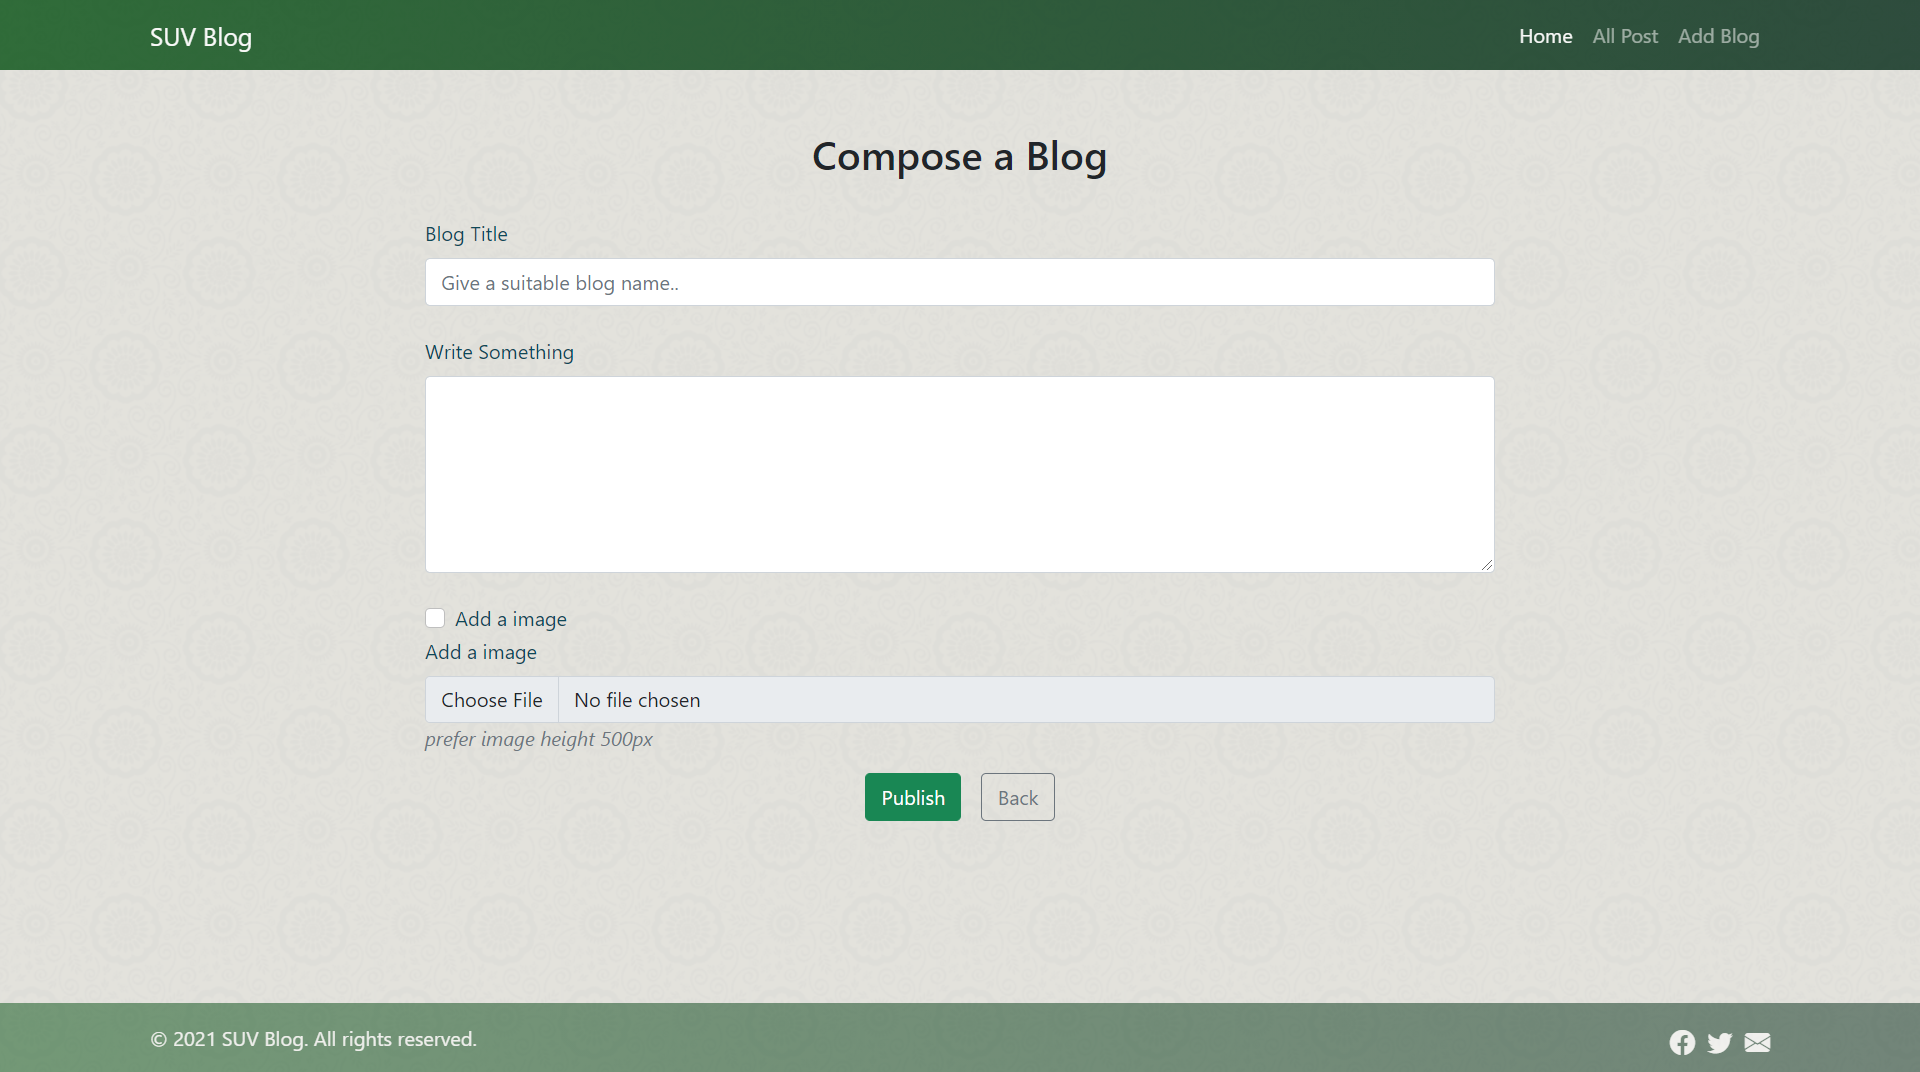 SUV Blog
Home All Post Add Blog
Compose a Blog
Blog Title
Give a suitable blog name..
Write Something
Add a image
Add a image
Choose File No file chosen
prefer image height 500px
Publish Back
© 2021 SUV Blog. All rights reserved.